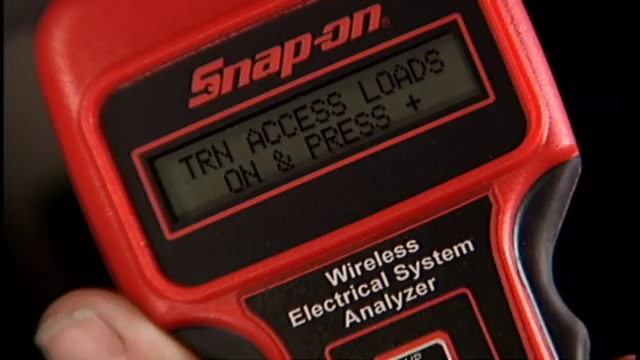 Snap-on
TRN ACCESS LOADS
ON & PRESS +
Wireless
Electrical System
Analyzer